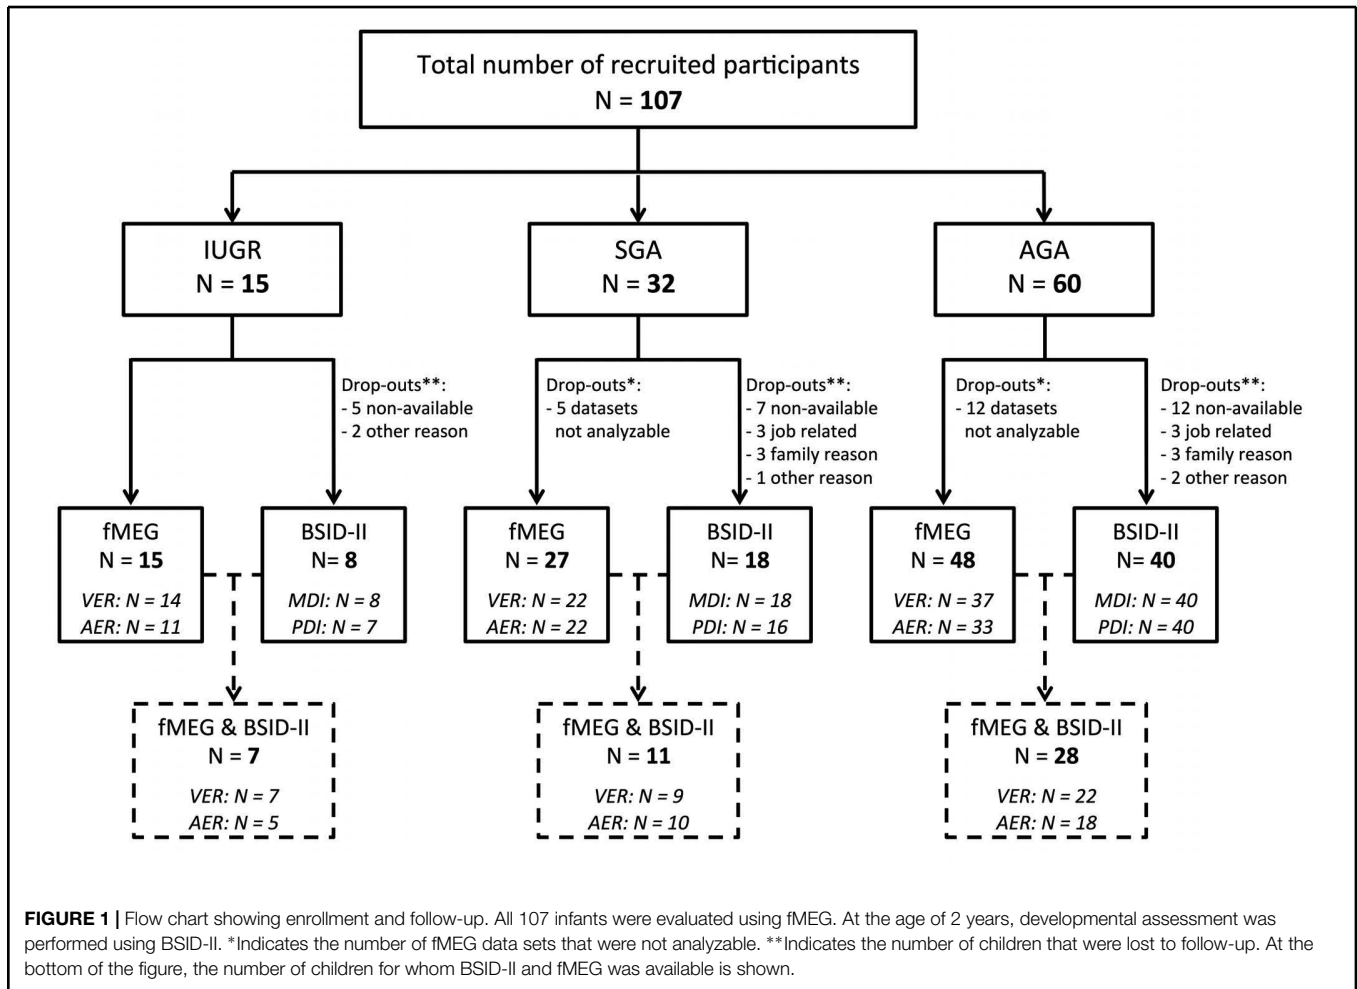 Total number of recruited participants
N = 107
IUGR
N = 15
SGA
N = 32
AGA
N = 60
Drop-outs**:
- 5 non-available
- 2 other reason
Drop-outs*:
- 5 datasets
not analyzable
Drop-outs**:
- 7 non-available
- 3 job related
- 3 family reason
- 1 other reason
Drop-outs*:
- 12 datasets
not analyzable
Drop-outs**:
- 12 non-available
- 3 job related
- 3 family reason
- 2 other reason
fMEG
N = 15
VER: N = 14
AER: N = 11
BSID-II
N= 8
MDI: N = 8
PDI: N = 7
fMEG
N = 27
VER: N = 22
AER: N = 22
BSID-II
N= 18
MDI: N = 18
PDI: N = 16
fMEG
N = 48
VER: N = 37
AER: N = 33
BSID-II
N= 40
MDI: N = 40
PDI: N = 40
fMEG & BSID-II
N = 7
VER: N = 7
AER: N = 5
fMEG & BSID-II
N = 11
VER: N = 9
AER: N = 10
fMEG & BSID-II
N = 28
VER: N = 22
AER: N = 18
FIGURE 1 | Flow chart showing enrollment and follow-up. All 107 infants were evaluated using fMEG. At the age of 2 years, developmental assessment was
performed using BSID-II. *Indicates the number of fMEG data sets that were not analyzable. **Indicates the number of children that were lost to follow-up. At the
bottom of the figure, the number of children for whom BSID-II and fMEG was available is shown.